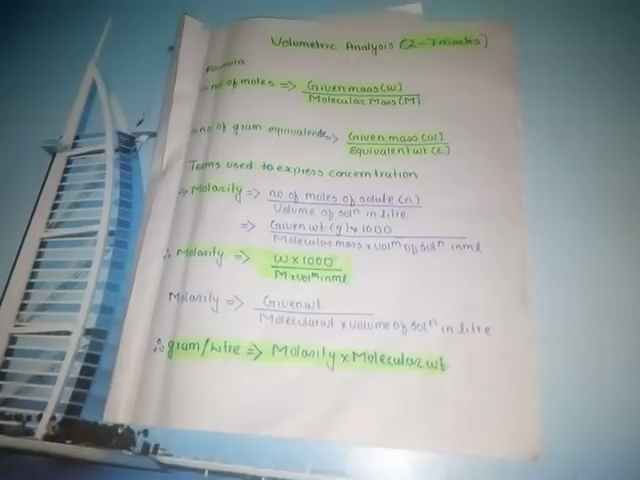 Volumetric Analysis (2-7 marks)
Formula
no of moles => Given mass (w)
Molecular Mass (M)
no of gram equivalents => Given mass (w)
Equivalent wt (E)
Terms used to express concerntration
→ Molarity => no of moles of solute (n)
Volume of solⁿ in litre
=> Given wt (g) x 1000
Molecular mass x volᵐ of solⁿ in ml
∴ Molarity => W x 1000
M x volᵐ in ml
Molarity => Given wt
Molecular wt x volume of solⁿ in litre
∴ gram/litre => Molarity x Molecular wt